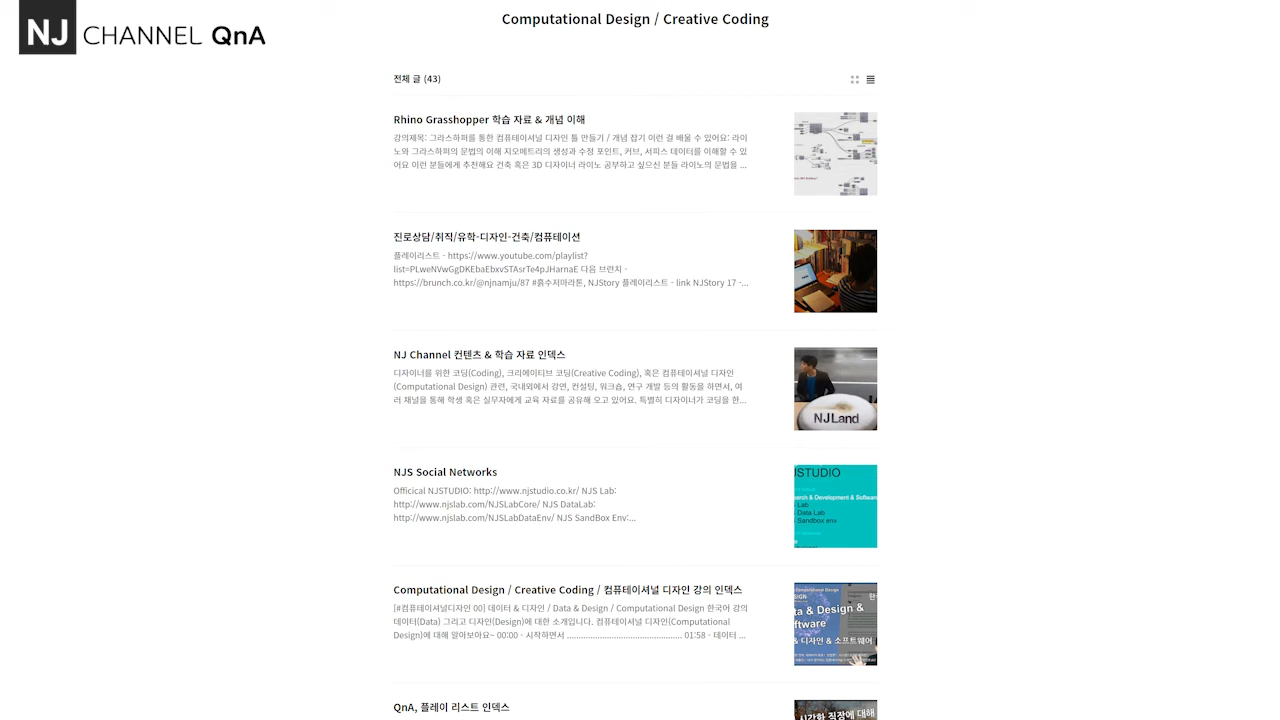 NJ CHANNEL QnA
Computational Design / Creative Coding
전체 글 (43)
Rhino Grasshopper 학습 자료 & 개념 이해
강의제목: 그라스하퍼를 통한 컴퓨테이셔널 디자인 툴 만들기 / 개념 잡기 이런 걸 배울 수 있어요: 라이
노와 그라스하퍼의 문법의 이해 지오메트리의 생성과 수정 포인트, 커브, 서피스 데이터를 이해할 수 있
어요 이런 분들에게 추천해요 건축 혹은 3D 디자이너 라이노 공부하고 싶으신 분들 라이노의 문법을 ...
진로상담/취직/유학-디자인-건축/컴퓨테이션
플레이리스트 - https://www.youtube.com/playlist?
list=PLweNVwGgDKEbaEbxvSTAsrTe4pJHarnaE 다음 브런치 -
https://brunch.co.kr/@njnamju/87 #흙수저마라톤, NJStory 플레이리스트 - link NJStory 17 -...
NJ Channel 컨텐츠 & 학습 자료 인덱스
디자이너를 위한 코딩(Coding), 크리에이티브 코딩(Creative Coding), 혹은 컴퓨테이셔널 디자인
(Computational Design) 관련, 국내외에서 강연, 컨설팅, 워크숍, 연구 개발 등의 활동을 하면서, 여
러 채널을 통해 학생 혹은 실무자에게 교육 자료를 공유해 오고 있어요. 특별히 디자이너가 코딩을 한...
NJLand
NJS Social Networks
Officical NJSTUDIO: http://www.njstudio.co.kr/ NJS Lab:
http://www.njslab.com/NJSLabCore/ NJS DataLab:
http://www.njslab.com/NJSLabDataEnv/ NJS SandBox Env:...
JSTUDIO
earch & Development & Software
Lab
Data Lab
Sandbox env
Computational Design / Creative Coding / 컴퓨테이셔널 디자인 강의 인덱스
[#컴퓨테이셔널디자인 00] 데이터 & 디자인 / Data & Design / Computational Design 한국어 강의
데이터(Data) 그리고 디자인(Design)에 대한 소개입니다. 컴퓨테이셔널 디자인(Computational
Design)에 대해 알아보아요~ 00:00 - 시작하면서 ................................................ 01:58 - 데이터 ...
ta & Design &
ftware
& 디자인 & 소프트웨어
QnA, 플레이 리스트 인덱스
시각한 직장에 대해